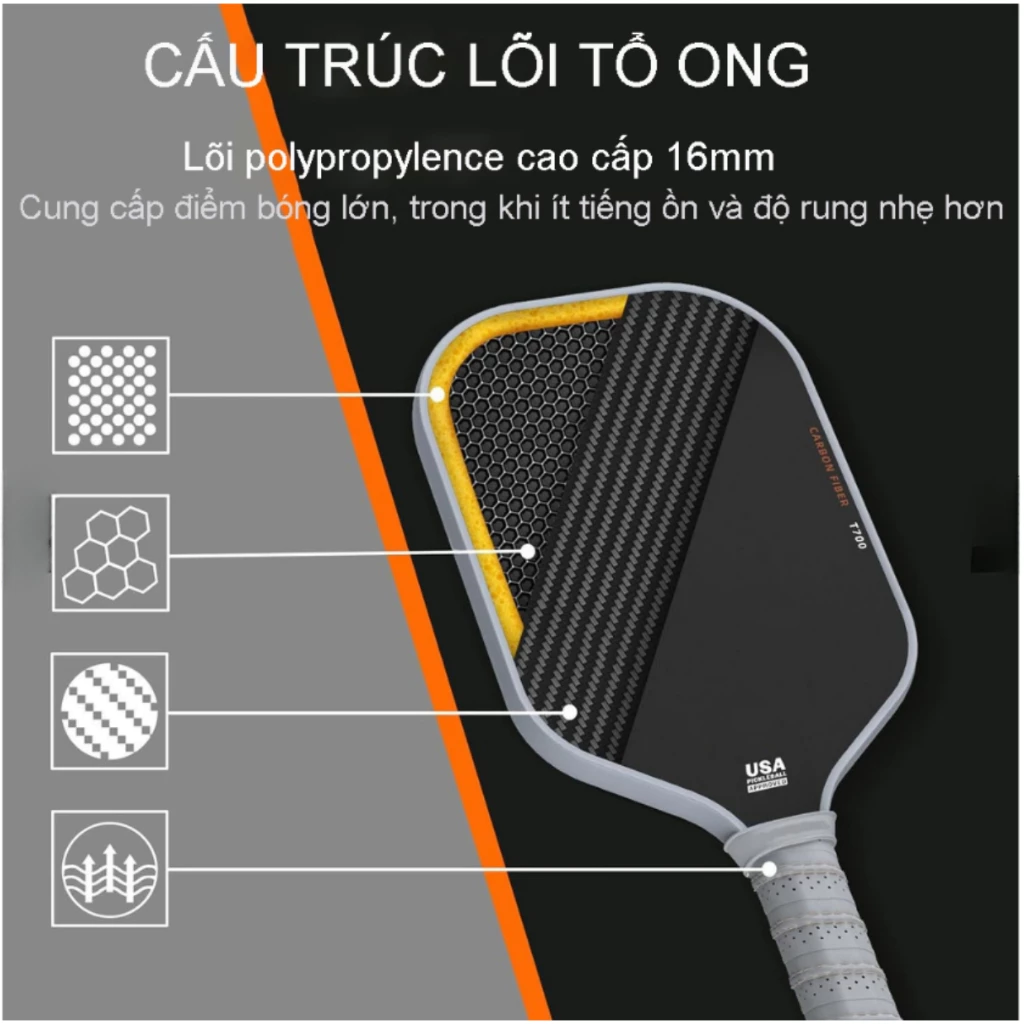 CẤU TRÚC LÕI TỔ ONG
Lõi polypropylence cao cấp 16mm
Cung cấp điểm bóng lớn, trong khi ít tiếng ồn và độ rung nhẹ hơn
CARBON FIBER T700
USA
PICKLEBALL
APPROVED